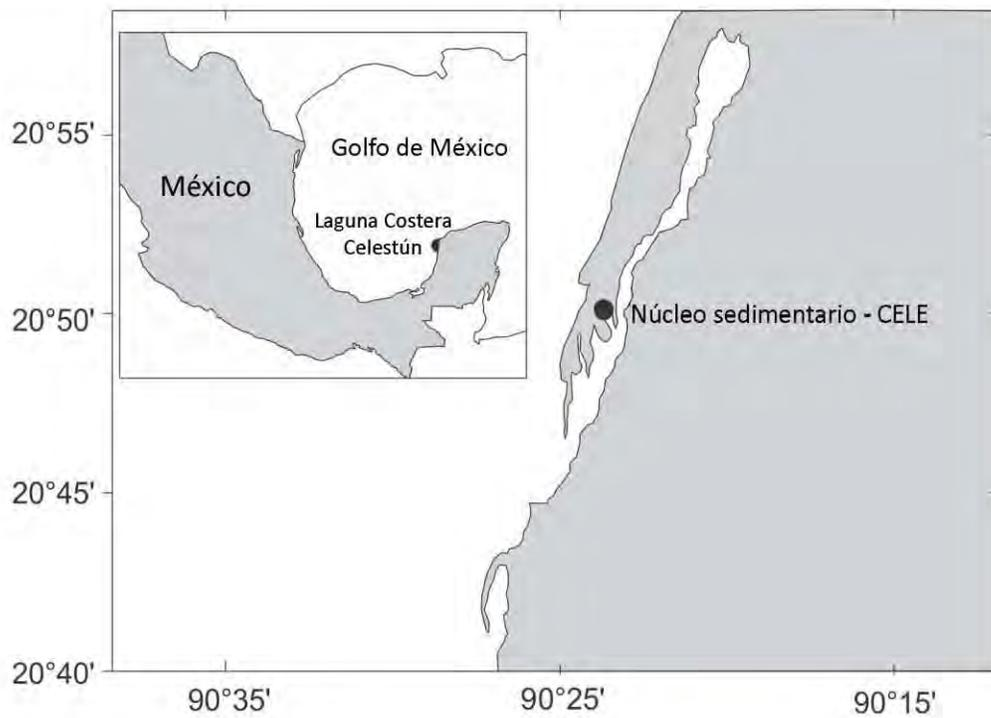 20°55'
20°50'
20°45'
20°40'
Golfo de México
México
Laguna Costera
Celestún
Núcleo sedimentario - CELE
90°35'
90°25'
90°15'